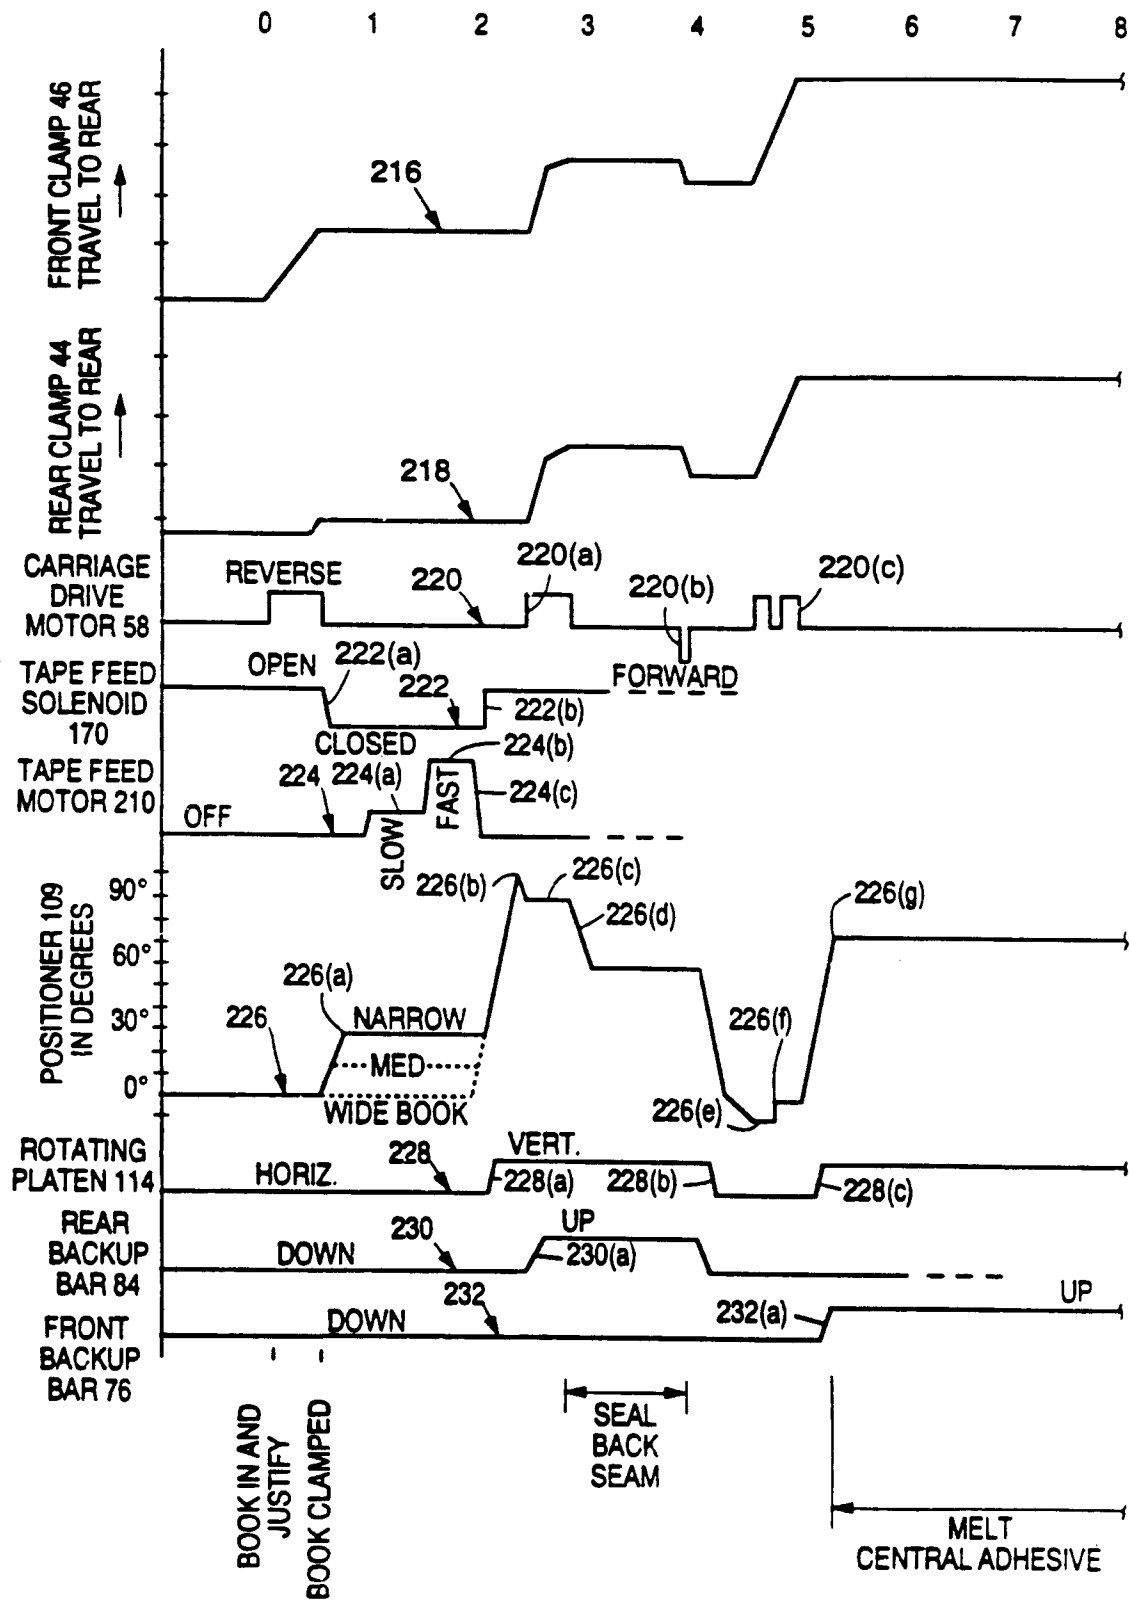 0 1 2 3 4 5 6 7 8
FRONT CLAMP 46
TRAVEL TO REAR
216
REAR CLAMP 44
TRAVEL TO REAR
218
CARRIAGE
DRIVE
MOTOR 58
REVERSE
220
220(a)
220(b)
220(c)
FORWARD
TAPE FEED
SOLENOID
170
OPEN
222(a)
222
222(b)
CLOSED
TAPE FEED
MOTOR 210
OFF
224
224(a)
224(b)
224(c)
SLOW
FAST
POSITIONER 109
IN DEGREES
90°
60°
30°
0°
226
226(a)
226(b)
226(c)
226(d)
226(e)
226(f)
226(g)
NARROW
MED
WIDE BOOK
ROTATING
PLATEN 114
HORIZ.
228
VERT.
228(a)
228(b)
228(c)
REAR
BACKUP
BAR 84
DOWN
230
UP
230(a)
FRONT
BACKUP
BAR 76
DOWN
232
232(a)
UP
BOOK IN AND
JUSTIFY
BOOK CLAMPED
SEAL
BACK
SEAM
MELT
CENTRAL ADHESIVE